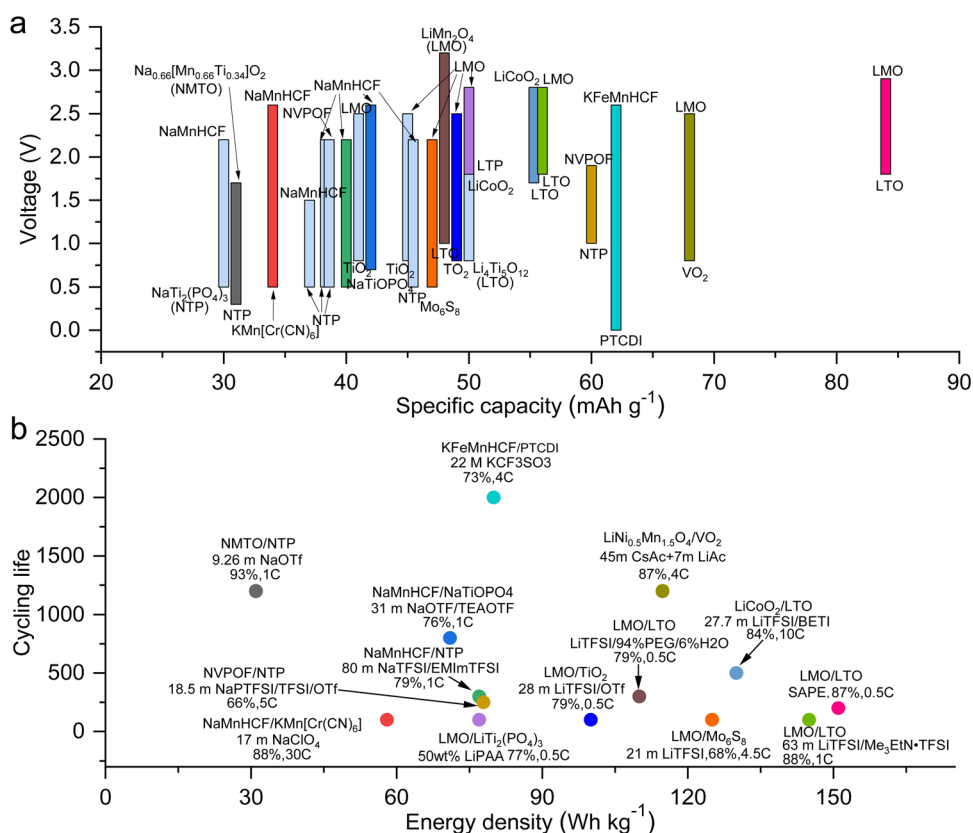 a
3.5
3.0
2.5
2.0
1.5
1.0
0.5
0.0
Voltage (V)
Na0.66[Mn0.66Ti0.34]O2
(NMTO)
NaMnHCF
NaTi2(PO4)3
(NTP)
NTP
NaMnHCF
KMn[Cr(CN)6]
NVPOF
NaMnHCF
NaMnHCF
NTP
LMO
TiO2
NaTiOPO4
TiO2
NTP
LiMn2O4
(LMO)
LMO
LTO
TO2
Mo6S8
LTP
LiCoO2
Li4Ti5O12
(LTO)
LiCoO2
LMO
LTO
LTO
NVPOF
NTP
KFeMnHCF
PTCDI
LMO
VO2
LMO
LTO
20 30 40 50 60 70 80 90
Specific capacity (mAh g-1)
b
2500
2000
1500
1000
500
0
Cycling life
KFeMnHCF/PTCDI
22 M KCF3SO3
73%,4C
NMTO/NTP
9.26 m NaOTf
93%,1C
LiNi0.5Mn1.5O4/VO2
45m CsAc+7m LiAc
87%,4C
NaMnHCF/NaTiOPO4
31 m NaOTF/TEAOTF
76%,1C
NaMnHCF/NTP
80 m NaTFSI/EMImTFSI
79%,1C
NVPOF/NTP
18.5 m NaPTFSI/TFSI/OTf
66%,5C
NaMnHCF/KMn[Cr(CN)6]
17 m NaClO4
88%,30C
LMO/LiTi2(PO4)3
50wt% LiPAA 77%,0.5C
LMO/TiO2
28 m LiTFSI/OTf
79%,0.5C
LMO/LTO
LiTFSI/94%PEG/6%H2O
79%,0.5C
LiCoO2/LTO
27.7 m LiTFSI/BETI
84%,10C
LMO/Mo6S8
21 m LiTFSI,68%,4.5C
LMO/LTO
SAPE,87%,0.5C
LMO/LTO
63 m LiTFSI/Me3EtN•TFSI
88%,1C
0 30 60 90 120 150
Energy density (Wh kg-1)